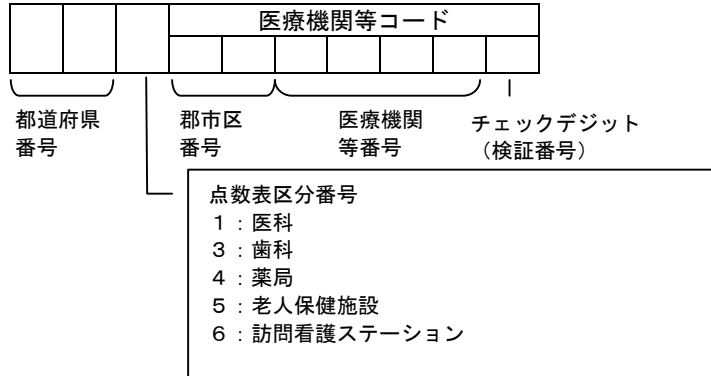 医療機関等コード
都道府県
番号
郡市区
番号
医療機関
等番号
チェックデジット
（検証番号）
点数表区分番号
１：医科
３：歯科
４：薬局
５：老人保健施設
６：訪問看護ステーション